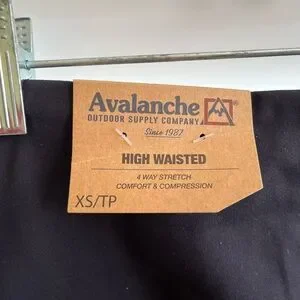 Avalanche
OUTDOOR SUPPLY COMPANY
Since 1987
HIGH WAISTED
4 WAY STRETCH
COMFORT & COMPRESSION
XS/TP